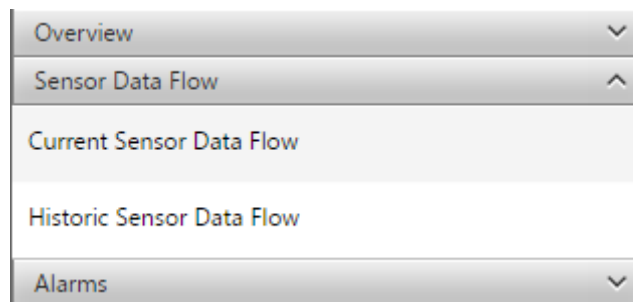 Overview
Sensor Data Flow
Current Sensor Data Flow
Historic Sensor Data Flow
Alarms